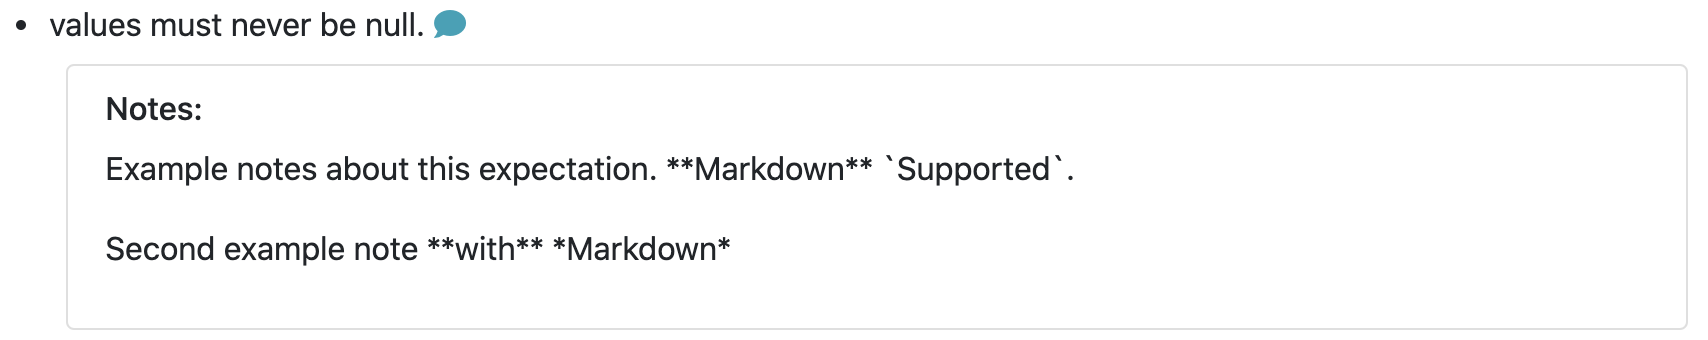 • values must never be null.
Notes:
Example notes about this expectation. **Markdown** `Supported`.
Second example note **with** *Markdown*